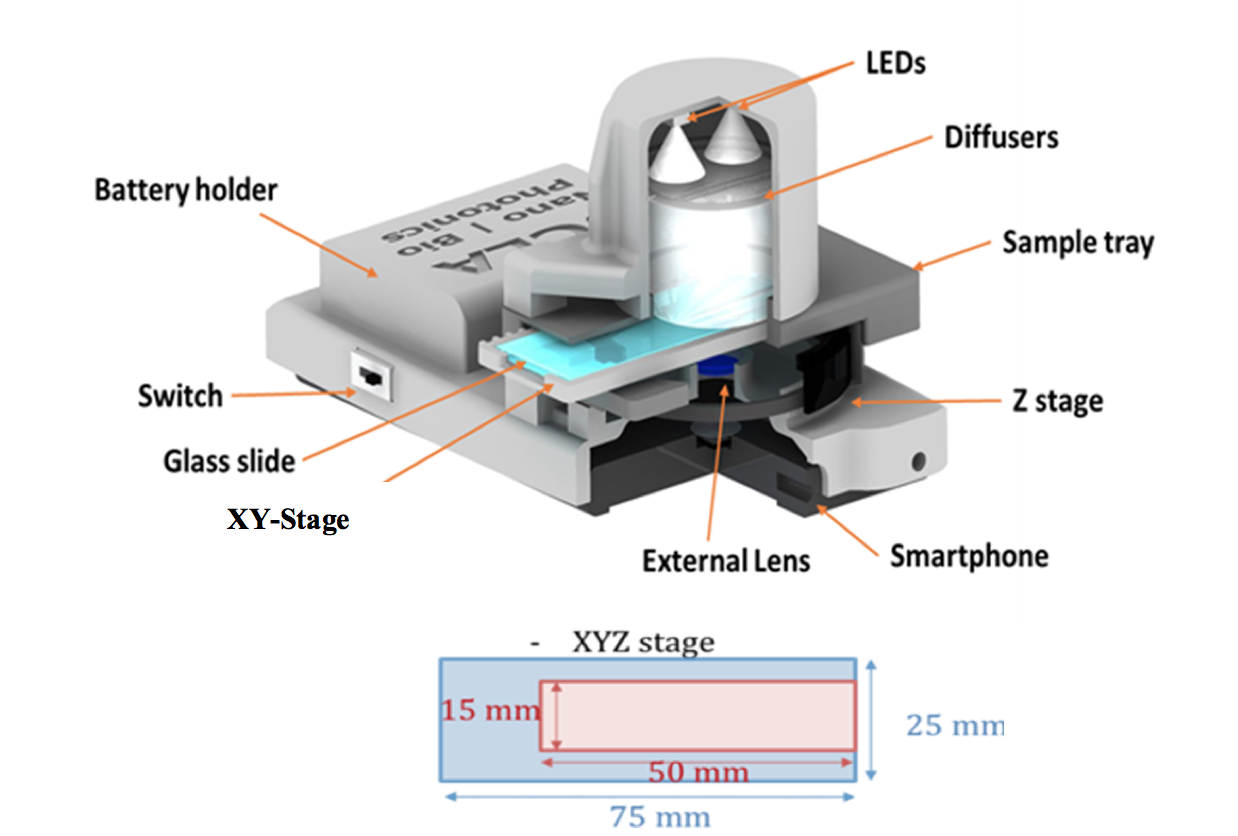 LEDs
Diffusers
Battery holder
Sample tray
Nano / Bio
Photonics
Switch
Z stage
Glass slide
XY-Stage
External Lens
Smartphone
- XYZ stage
15 mm
25 mm
50 mm
75 mm